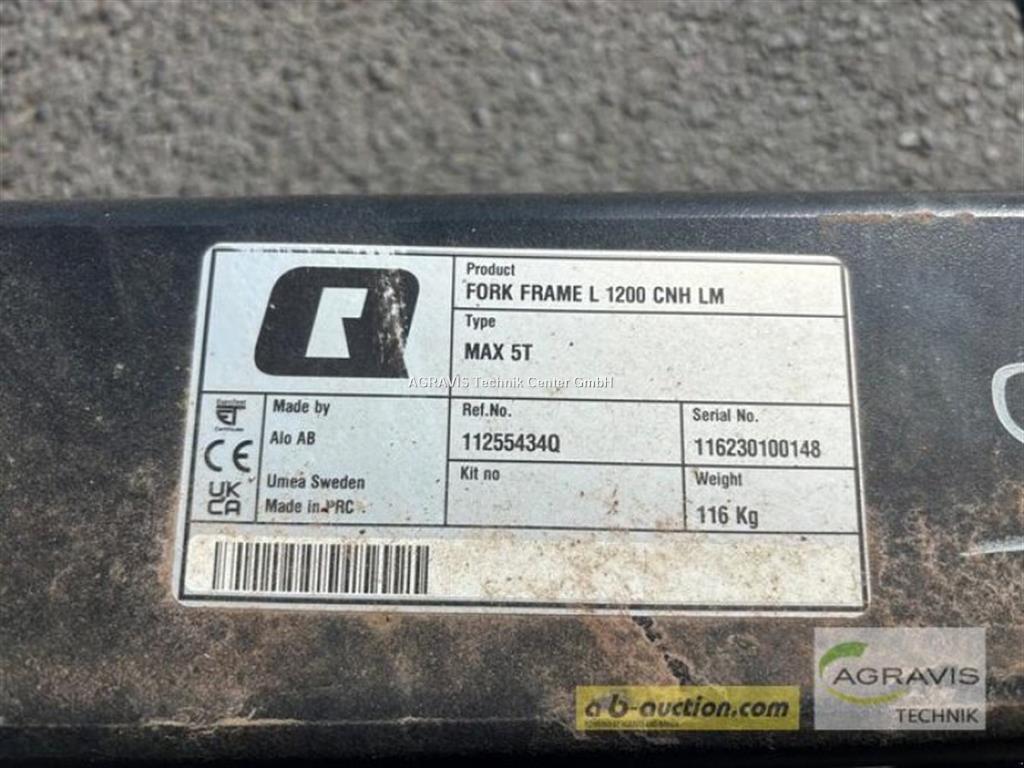 Product
FORK FRAME L 1200 CNH LM
Type
MAX 5T
AGRAVIS Technik Center GmbH
Made by
Alo AB
Umea Sweden
Made in PRC
Ref.No.
11255434Q
Serial No.
116230100148
Kit no
Weight
116 Kg
CE
UK
CA
ab-auction.com
AGRAVIS
TECHNIK